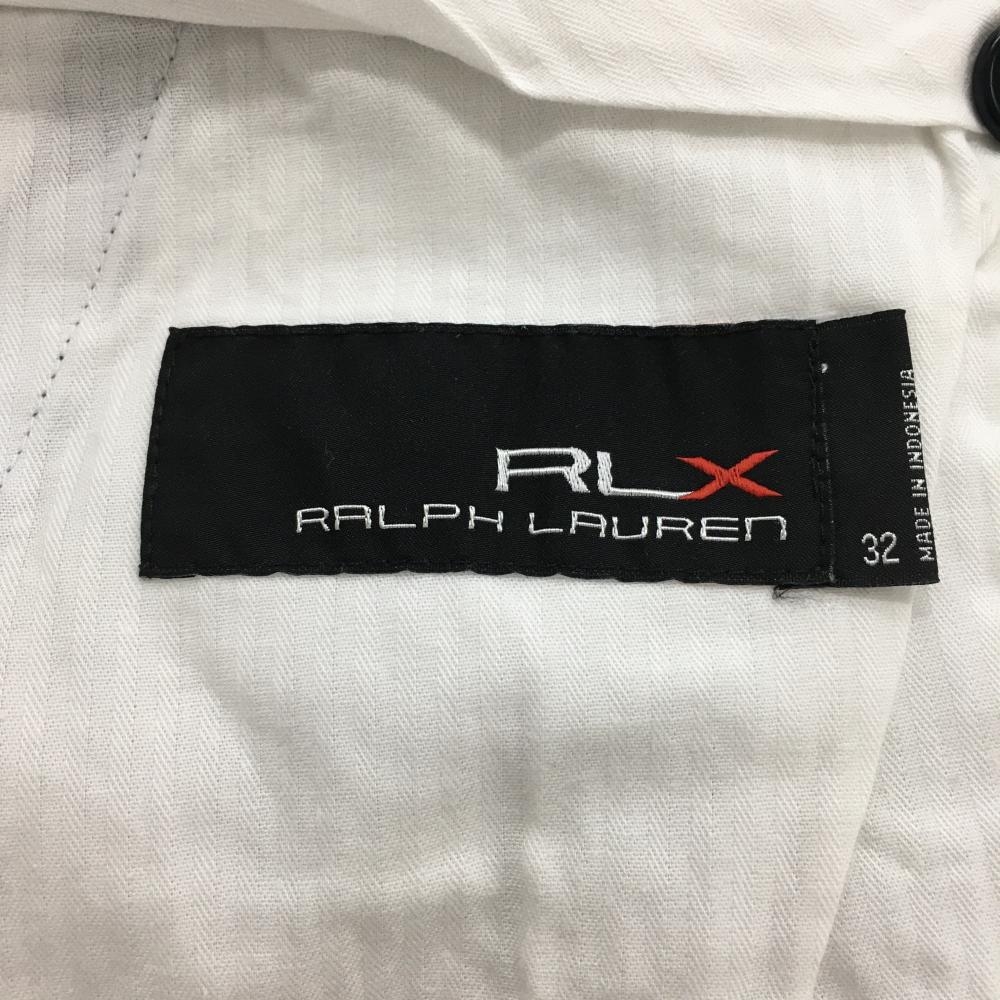 RLX
RALPH LAUREN
32
MADE IN INDONESIA